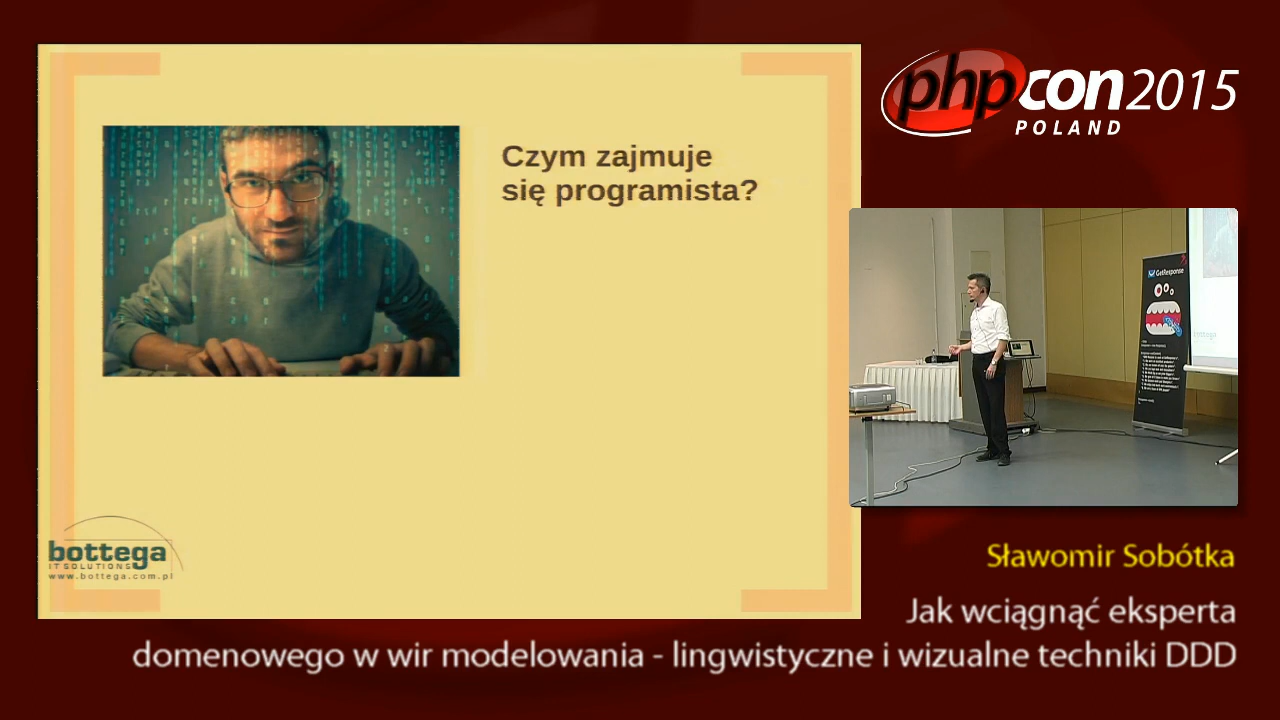 Czym zajmuje
się programista?
bottega
IT SOLUTIONS
www.bottega.com.pl
phpcon2015
POLAND
GetResponse
bottega
Sławomir Sobótka
Jak wciągnąć eksperta
domenowego w wir modelowania - lingwistyczne i wizualne techniki DDD